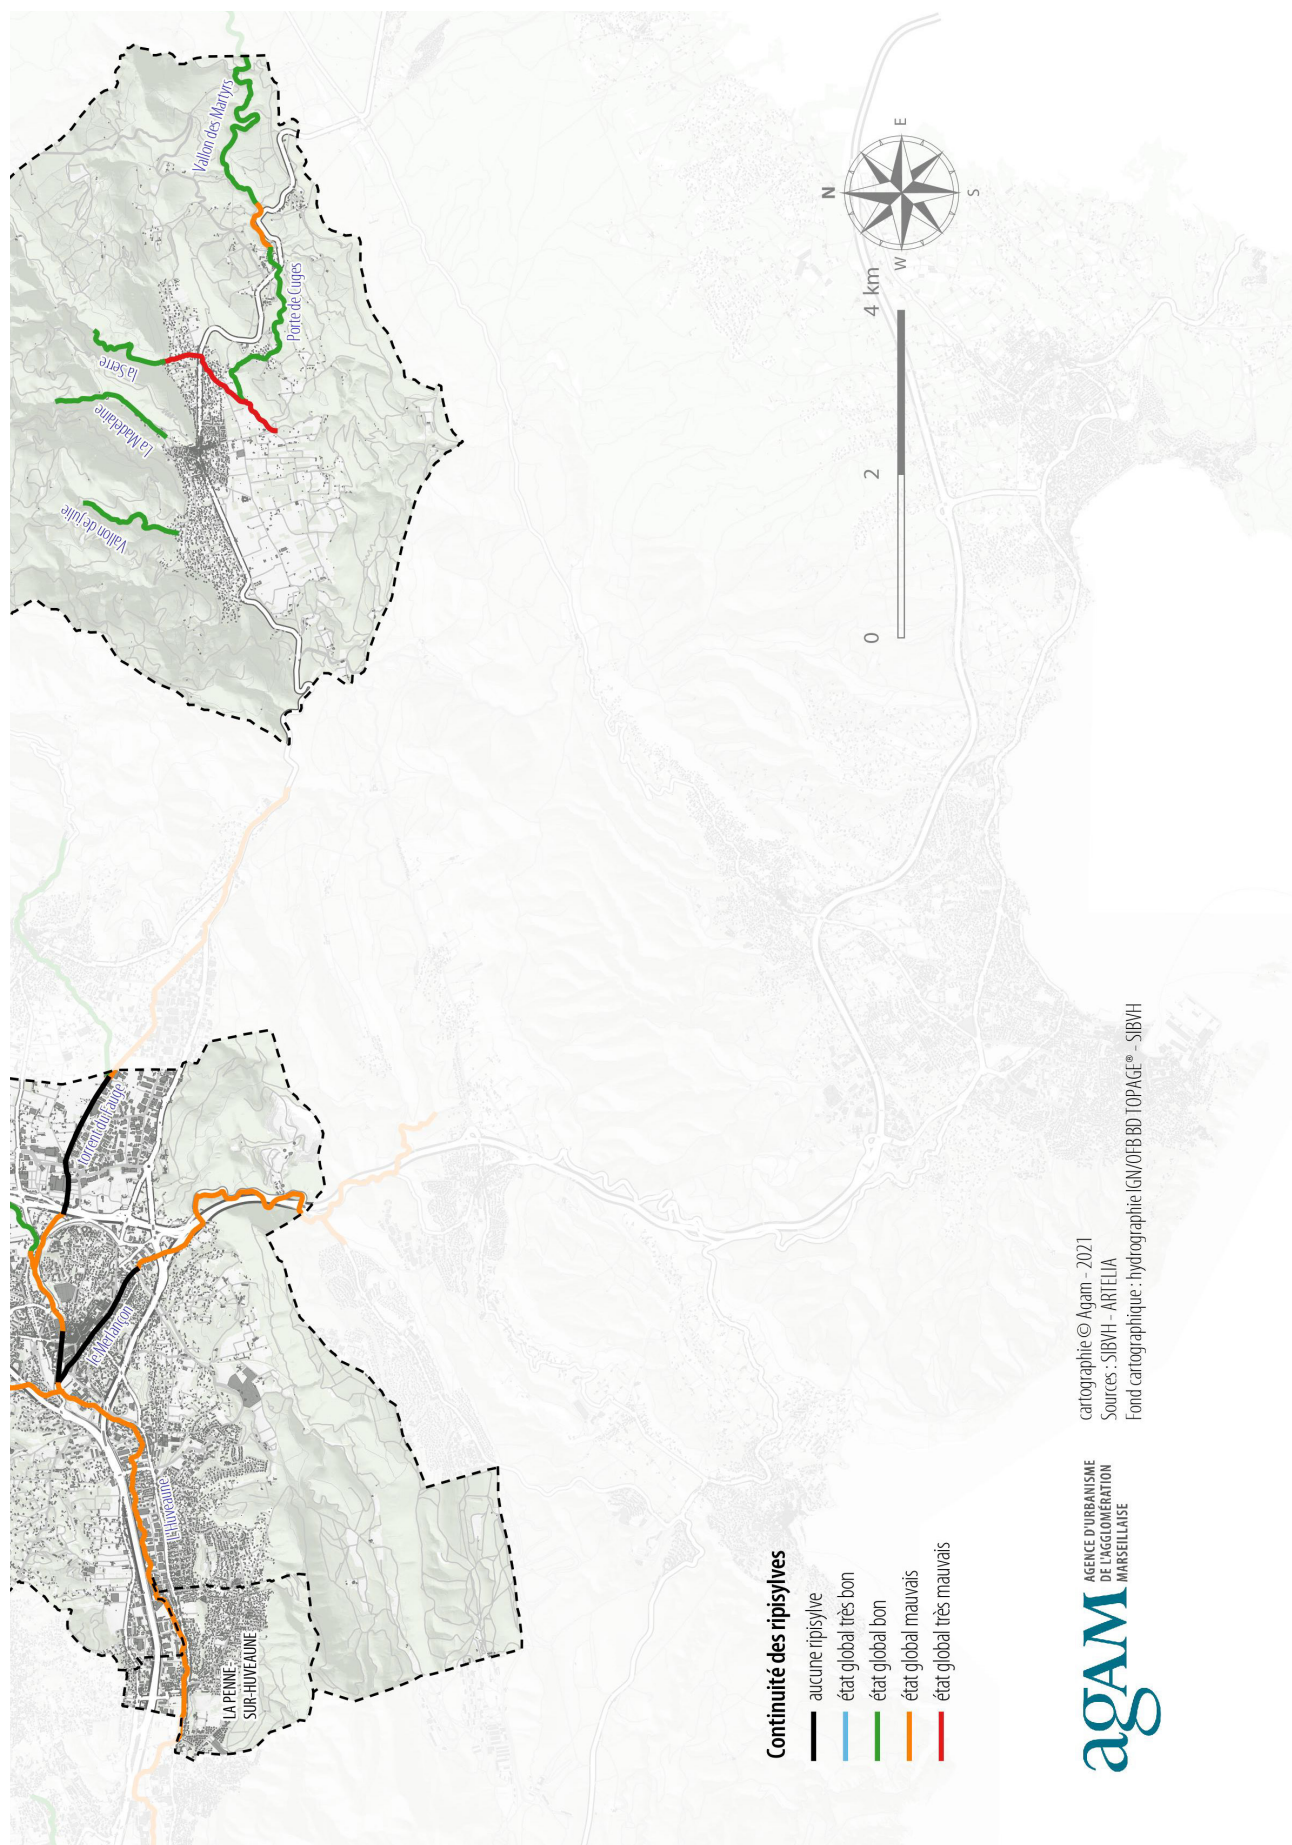 Vallon des Martyrs
Porte de Cuges
la Serre
La Madelaine
Vallon de julie
torrent du Fauge
le Merlançon
L'Huveaune
LA PENNE-
SUR-HUVEAUNE
N
E
S
W
0
2
4 km
Continuité des ripisylves
aucune ripisylve
état global très bon
état global bon
état global mauvais
état global très mauvais
agAM
AGENCE D'URBANISME
DE L'AGGLOMÉRATION
MARSEILLAISE
cartographie © Agam - 2021
Sources : SIBVH - ARTELIA
Fond cartographique : hydrographie IGN/OFB BD TOPAGE® - SIBVH